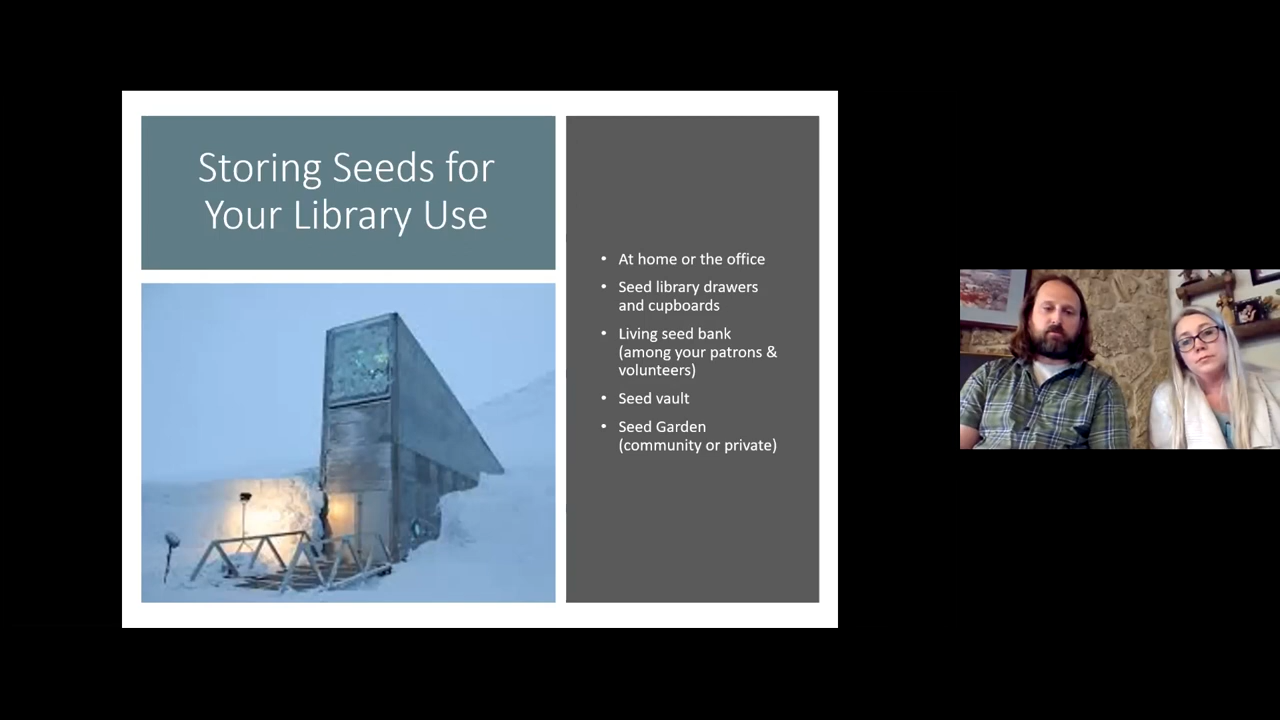 Storing Seeds for
Your Library Use
• At home or the office
• Seed library drawers
and cupboards
• Living seed bank
(among your patrons &
volunteers)
• Seed vault
• Seed Garden
(community or private)